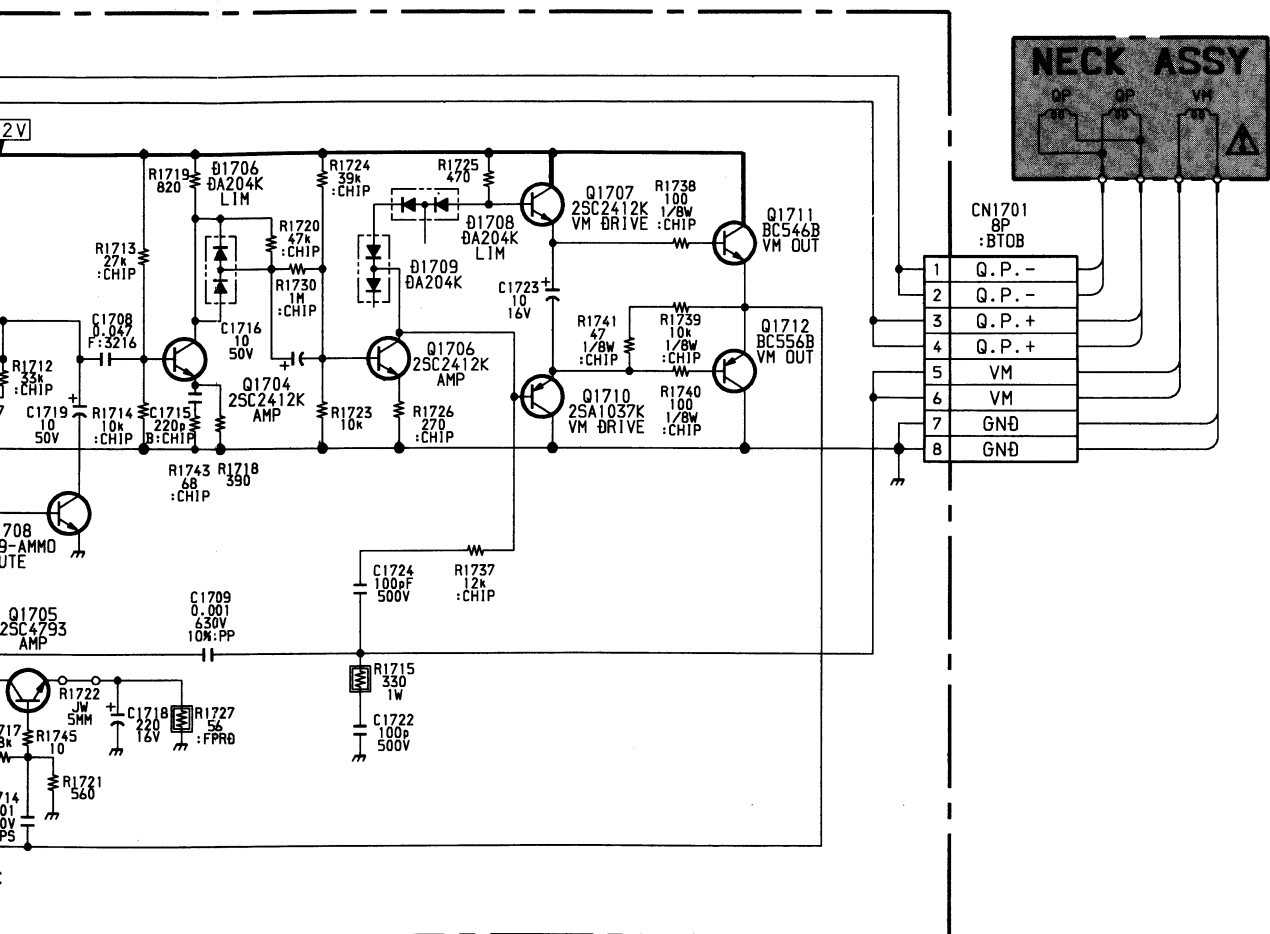 NECK ASSY
QP
QP
VM
2V
R1719
820
D1706
DA204K
LIM
R1724
39k
:CHIP
R1725
470
Q1707
2SC2412K
VM DRIVE
R1738
100
1/8W
:CHIP
Q1711
BC546B
VM OUT
CN1701
8P
:BTOB
R1720
47k
:CHIP
D1708
DA204K
LIM
R1713
27k
:CHIP
D1709
DA204K
R1730
1M
:CHIP
C1723
10
16V
1
Q.P.-
2
Q.P.-
3
Q.P.+
4
Q.P.+
5
VM
6
VM
7
GND
8
GND
C1708
0.047
F:3216
C1716
10
50V
R1741
47
1/8W
:CHIP
R1739
10k
1/8W
:CHIP
Q1712
BC556B
VM OUT
R1712
33k
:CHIP
Q1706
2SC2412K
AMP
Q1704
2SC2412K
AMP
Q1710
2SA1037K
VM DRIVE
R1740
100
1/8W
:CHIP
C1719
10
50V
R1714
10k
:CHIP
C1715
220p
B:CHIP
R1723
10k
R1726
270
:CHIP
R1743
68
:CHIP
R1718
390
708
9-AMMO
UTE
C1724
100pF
500V
R1737
12k
:CHIP
C1709
0.001
630V
10%:PP
Q1705
2SC4793
AMP
R1715
330
1W
R1722
JW
5MM
C1718
220
16V
R1727
56
:FPRD
C1722
100p
500V
717
R1745
10
R1721
560
714
01
0V
PS